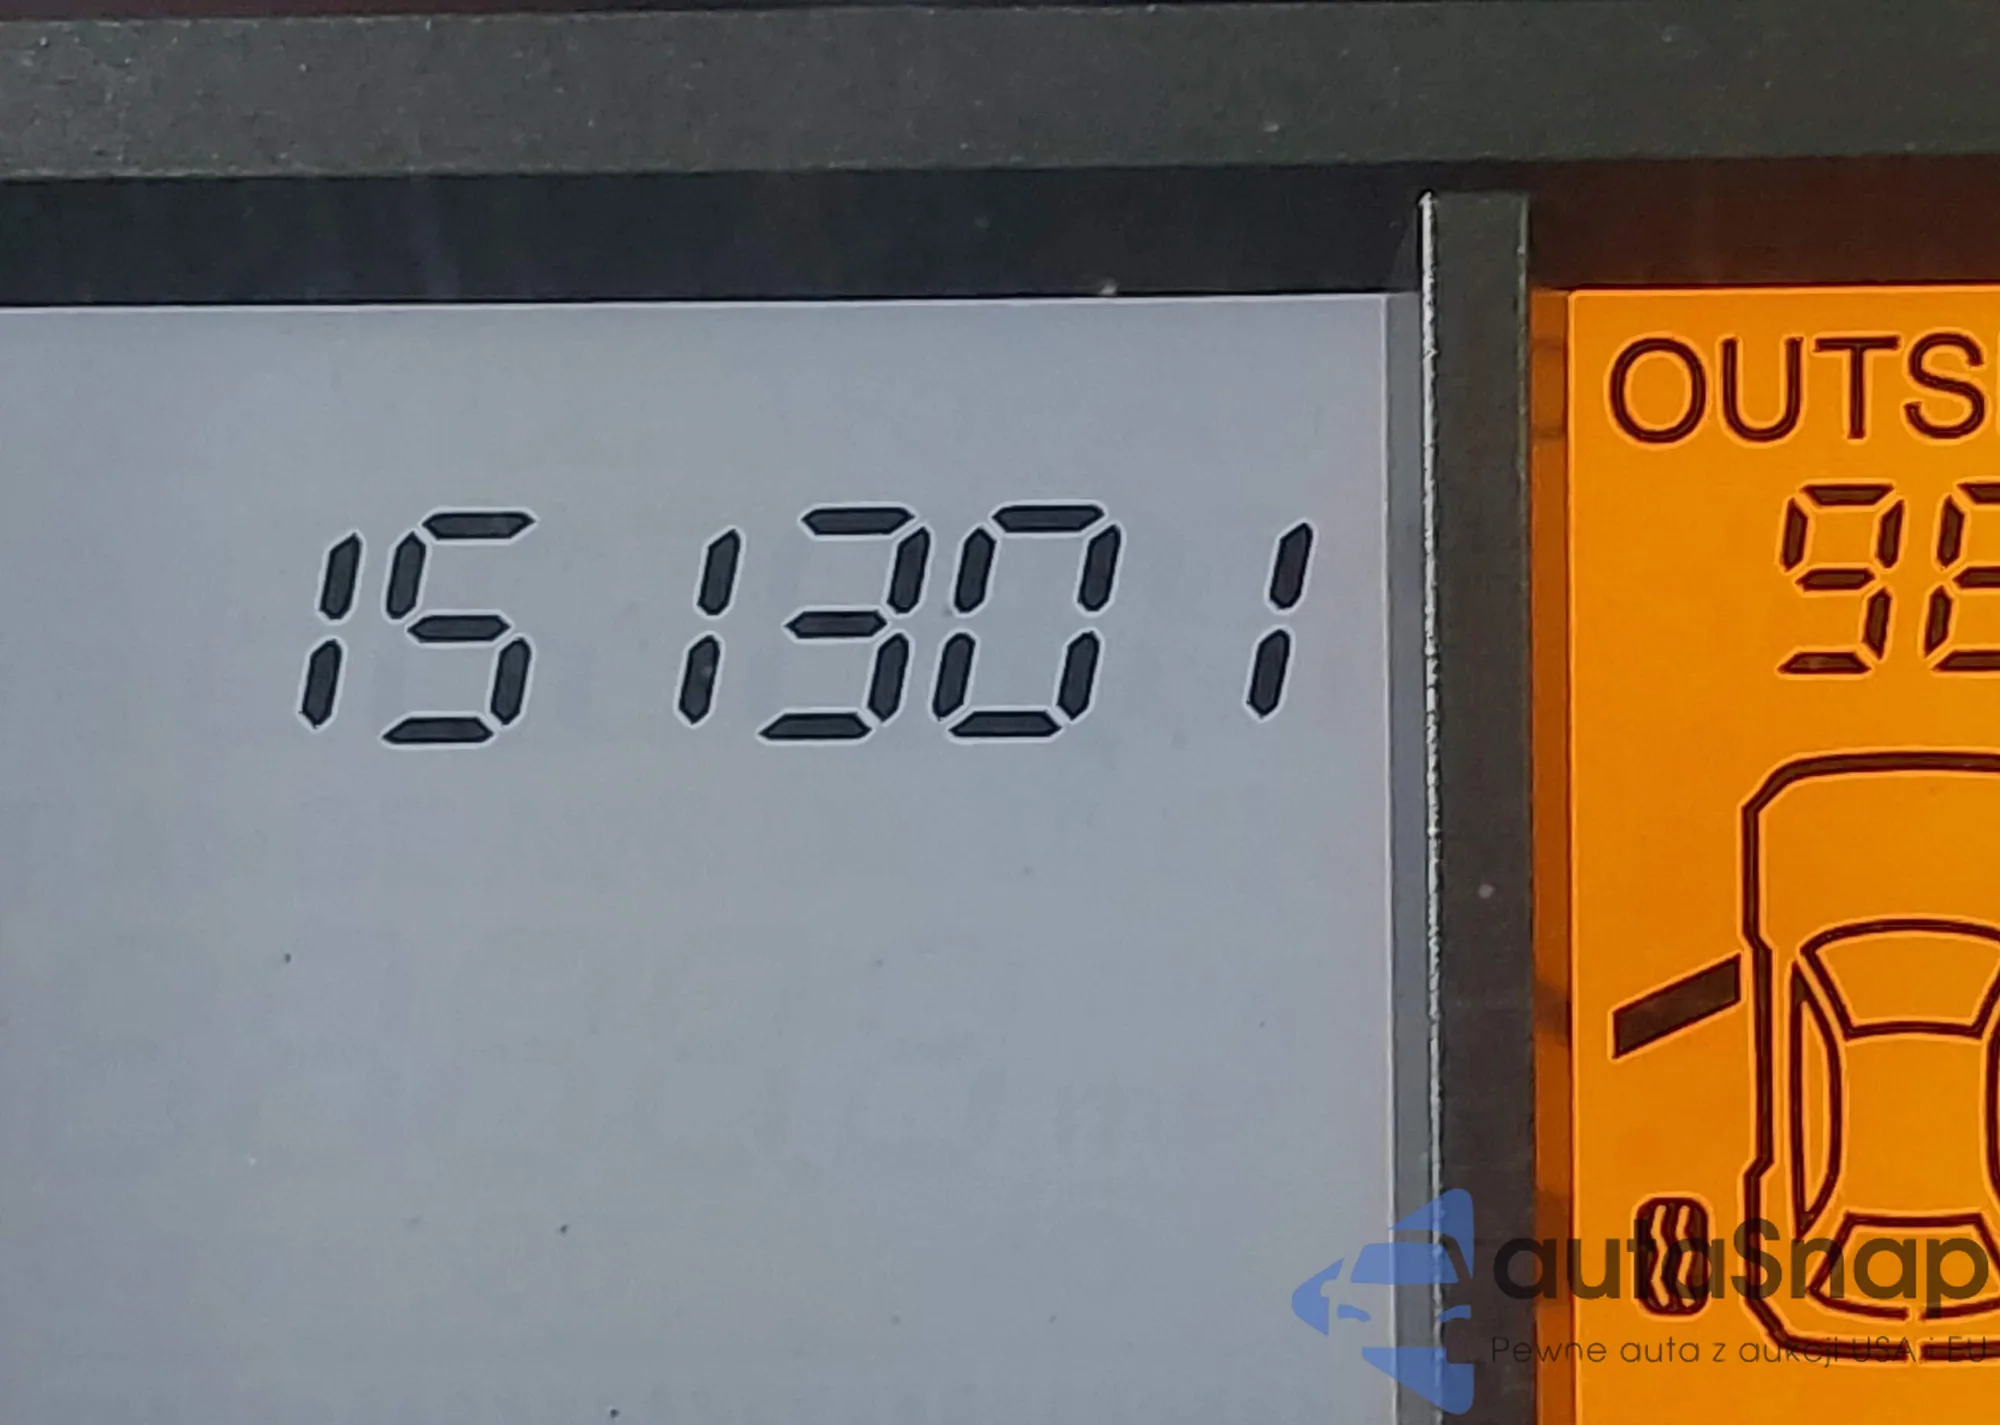 151301
OUTS
98
autaSnap
Pewne auta z aukcji USA i EU